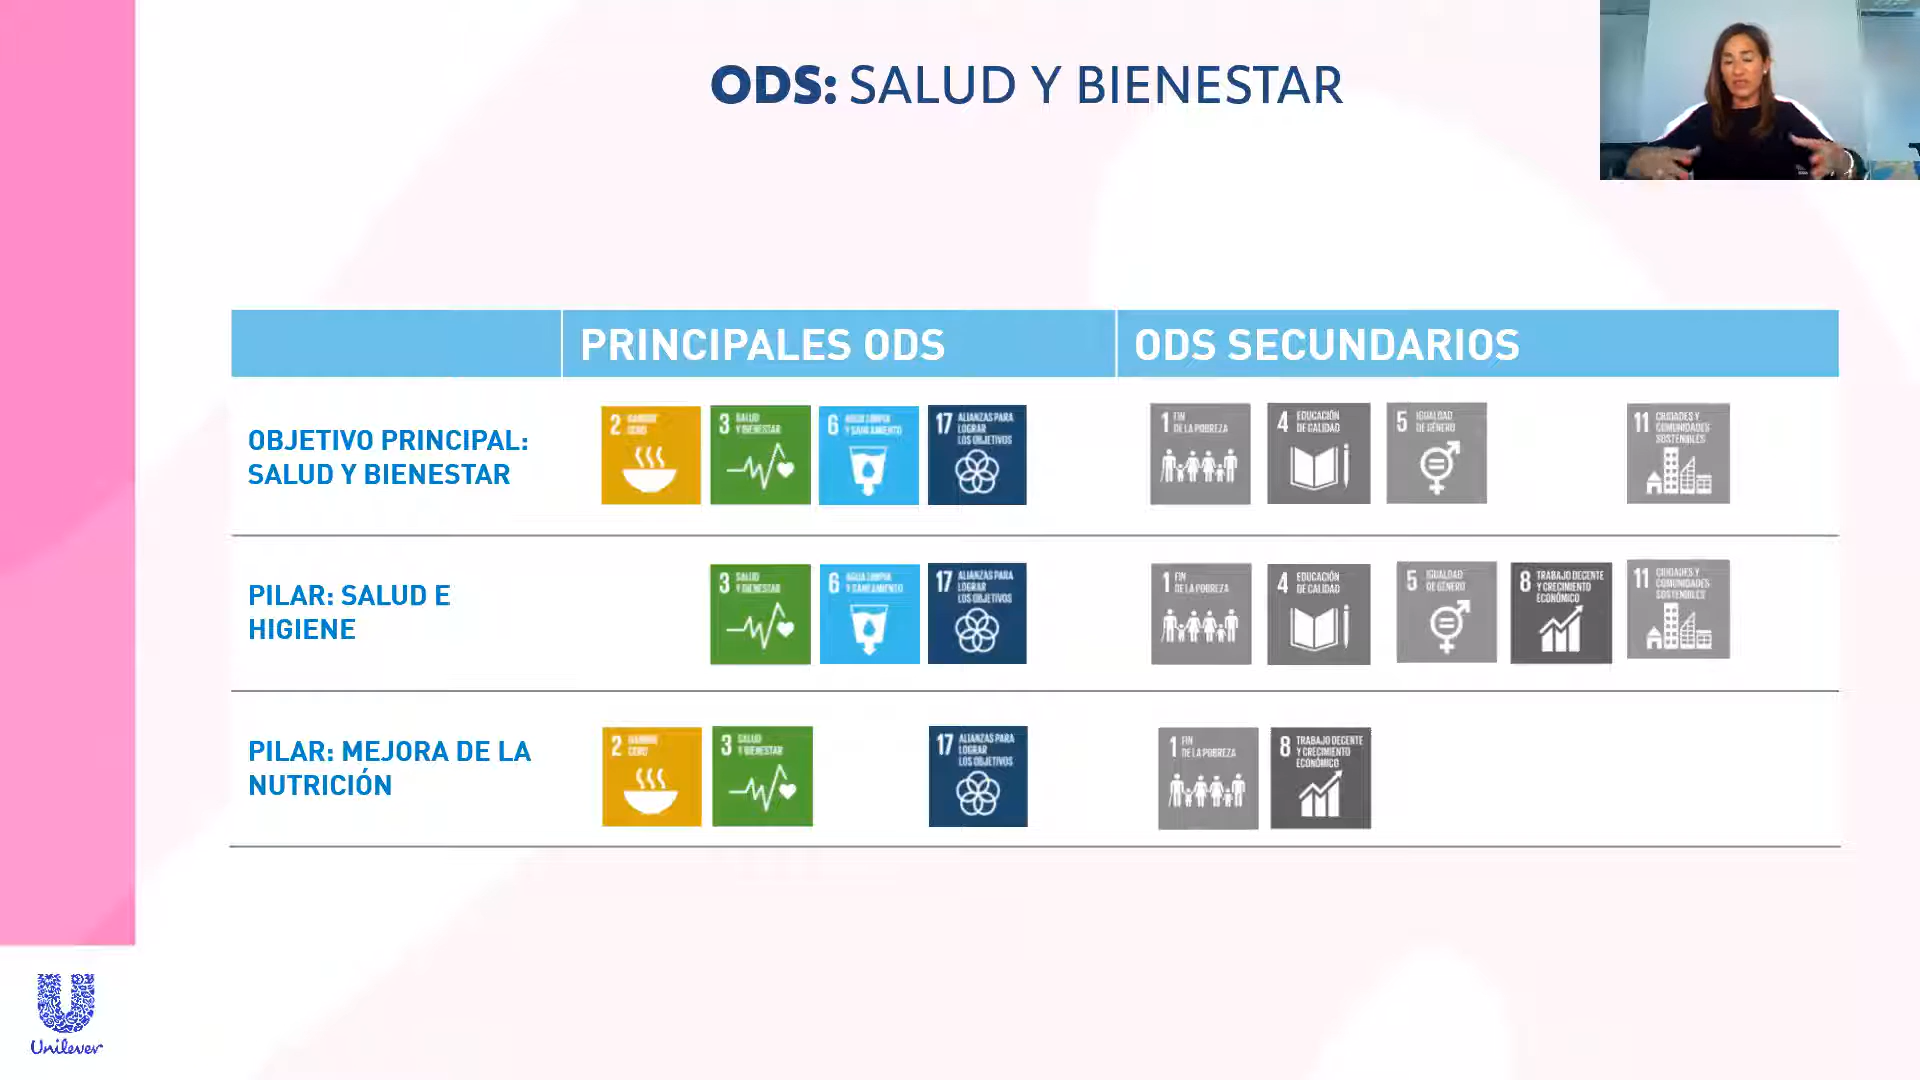 ODS: SALUD Y BIENESTAR
PRINCIPALES ODS
ODS SECUNDARIOS
OBJETIVO PRINCIPAL:
SALUD Y BIENESTAR
2 HAMBRE
CERO
3 SALUD
Y BIENESTAR
6 AGUA LIMPIA
Y SANEAMIENTO
17 ALIANZAS PARA
LOGRAR
LOS OBJETIVOS
1 FIN
DE LA POBREZA
4 EDUCACIÓN
DE CALIDAD
5 IGUALDAD
DE GÉNERO
11 CIUDADES Y
COMUNIDADES
SOSTENIBLES
PILAR: SALUD E
HIGIENE
3 SALUD
Y BIENESTAR
6 AGUA LIMPIA
Y SANEAMIENTO
17 ALIANZAS PARA
LOGRAR
LOS OBJETIVOS
1 FIN
DE LA POBREZA
4 EDUCACIÓN
DE CALIDAD
5 IGUALDAD
DE GÉNERO
8 TRABAJO DECENTE
Y CRECIMIENTO
ECONÓMICO
11 CIUDADES Y
COMUNIDADES
SOSTENIBLES
PILAR: MEJORA DE LA
NUTRICIÓN
2 HAMBRE
CERO
3 SALUD
Y BIENESTAR
17 ALIANZAS PARA
LOGRAR
LOS OBJETIVOS
1 FIN
DE LA POBREZA
8 TRABAJO DECENTE
Y CRECIMIENTO
ECONÓMICO
Unilever